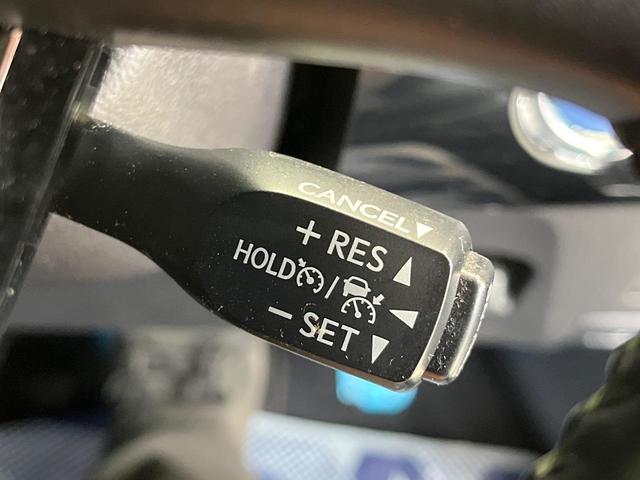 CANCEL▼
+ RES ▲
HOLD /
− SET ▼